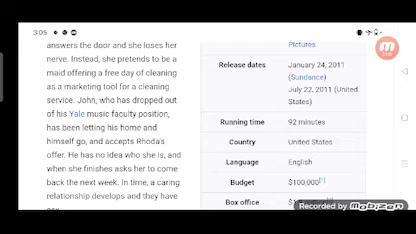 3:05
answers the door and she loses her
nerve. Instead, she pretends to be a
maid offering a free day of cleaning
as a marketing tool for a cleaning
service. John, who has dropped out
of his Yale music faculty position,
has been letting his home and
himself go, and accepts Rhoda's
offer. He has no idea who she is, and
when she finishes asks her to come
back the next week. In time, a caring
relationship develops and they have
Pictures
Release dates
January 24, 2011
(Sundance)
July 22, 2011 (United
States)
Running time
92 minutes
Country
United States
Language
English
Budget
$100,000
Box office
Recorded by
MOBIZEN